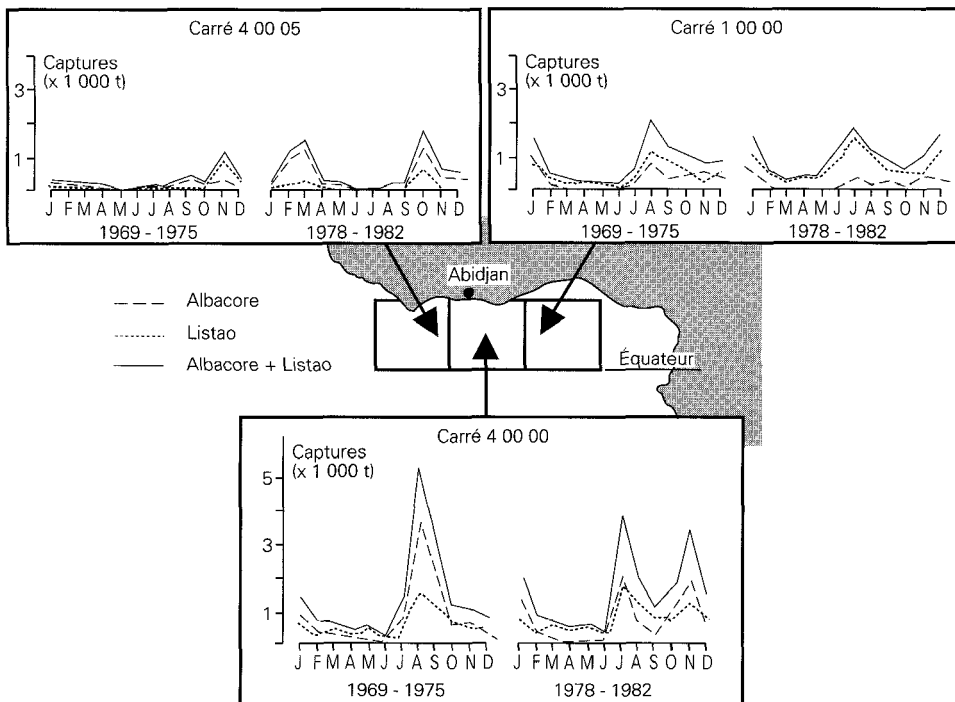 Carré 4 00 05
Captures
(x 1 000 t)
3
1
J F M A M J J A S O N D
J F M A M J J A S O N D
1969 - 1975
1978 - 1982
Carré 1 00 00
Captures
(x 1 000 t)
3
1
J F M A M J J A S O N D
J F M A M J J A S O N D
1969 - 1975
1978 - 1982
Abidjan
Albacore
Listao
Albacore + Listao
Équateur
Carré 4 00 00
Captures
(x 1 000 t)
5
3
1
J F M A M J J A S O N D
J F M A M J J A S O N D
1969 - 1975
1978 - 1982